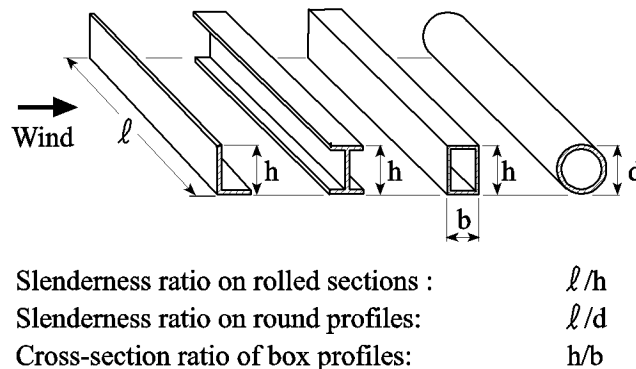 Wind
ℓ
h
h
h
d
b
Slenderness ratio on rolled sections : ℓ/h
Slenderness ratio on round profiles: ℓ/d
Cross-section ratio of box profiles: h/b